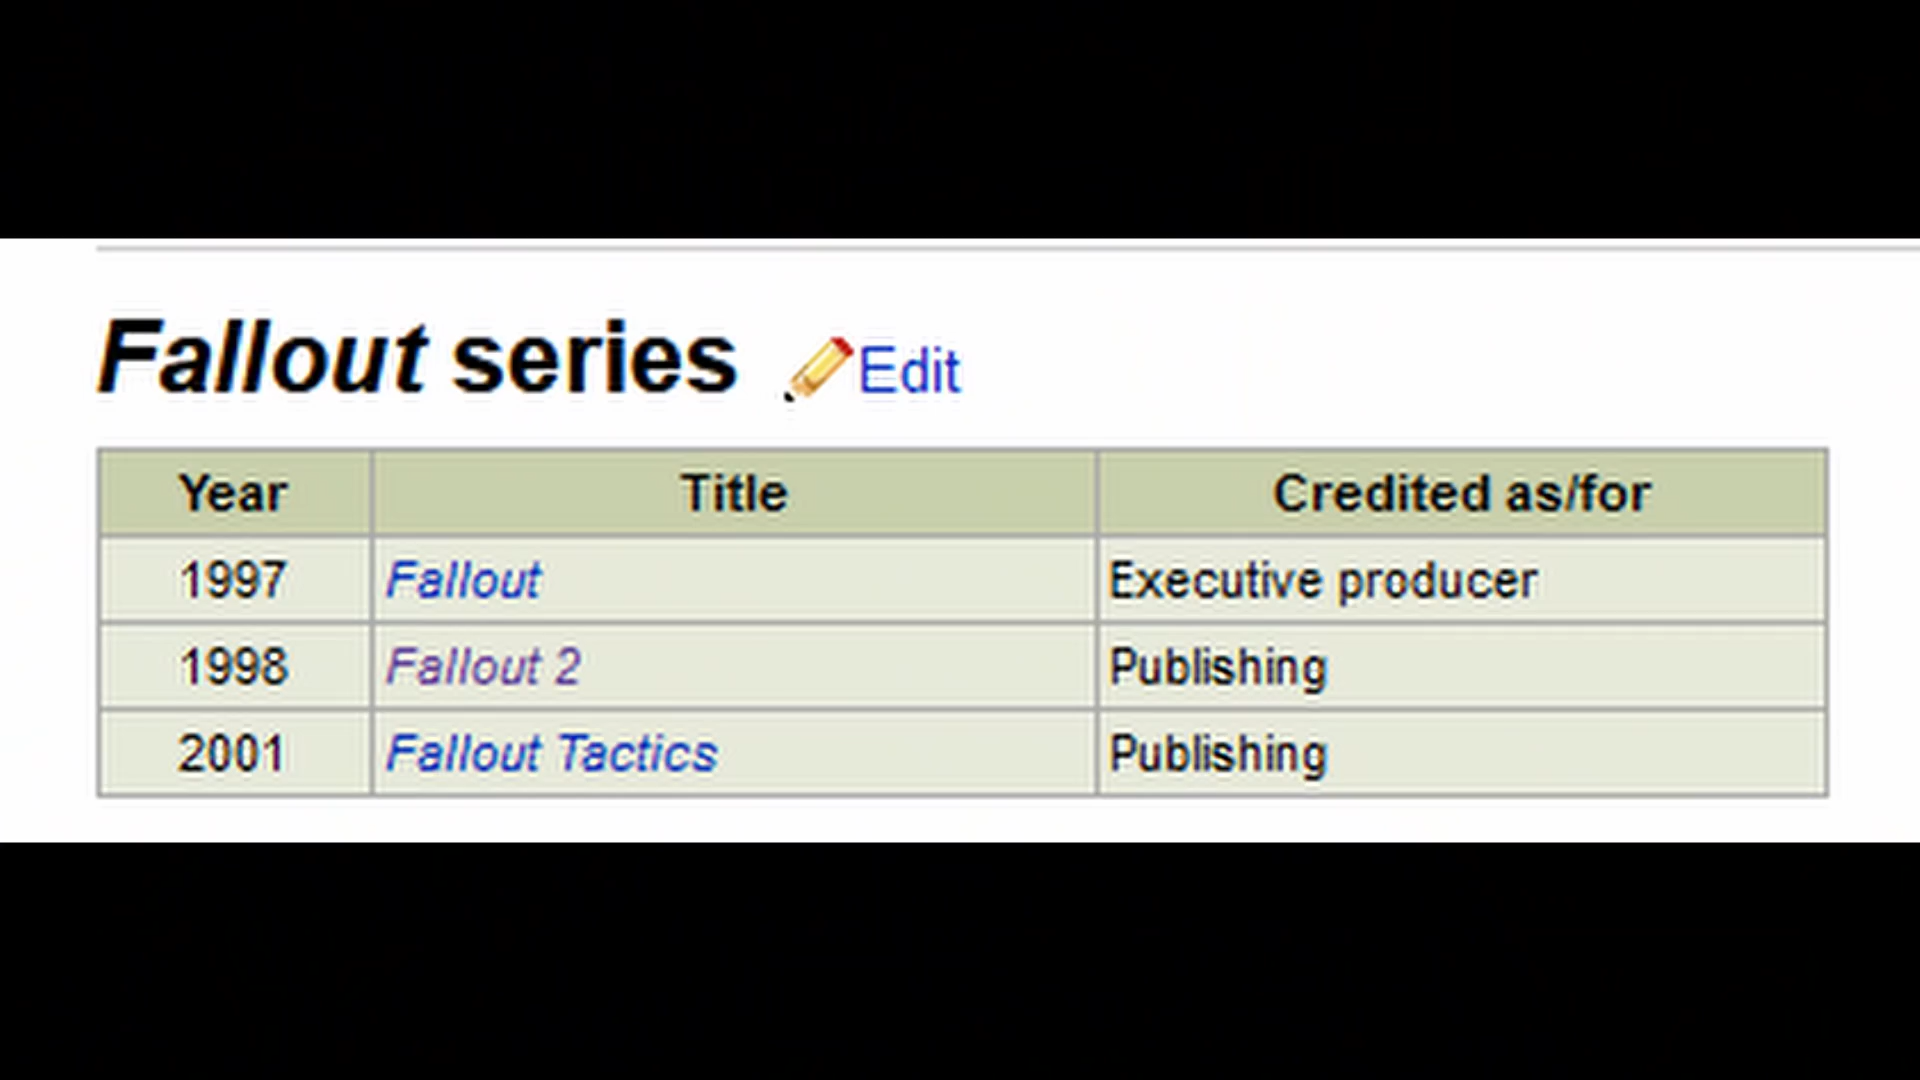 Fallout series Edit
Year Title Credited as/for
1997 Fallout Executive producer
1998 Fallout 2 Publishing
2001 Fallout Tactics Publishing